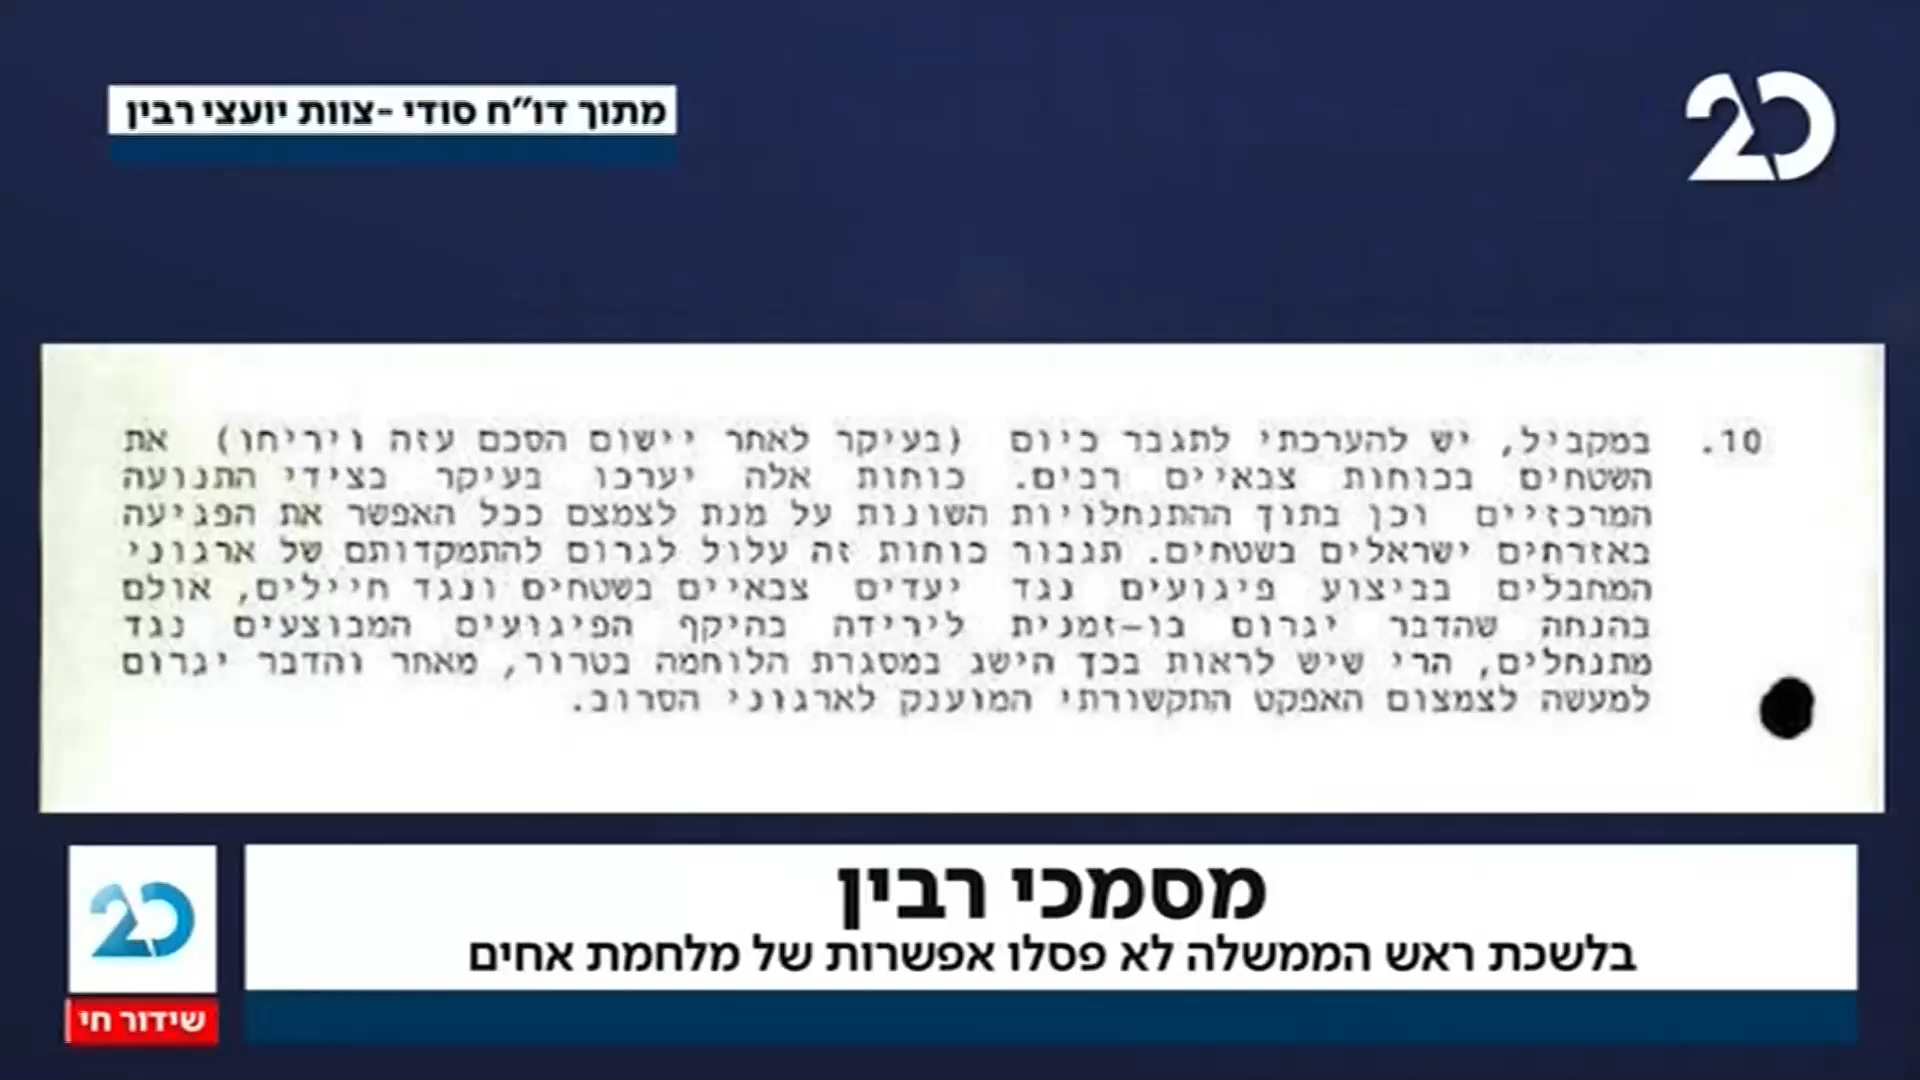 מתוך דו"ח סודי -צוות יועצי רבין
20
10. במקביל, יש להערכתי לתגבר כיום (בעיקר לאחר יישום הסכם עזה ויריחו) את
השטחים בכוחות צבאיים רבים. כוחות אלה יערכו בעיקר בצידי התנועה
המרכזיים וכן בתוך ההתנחלויות השונות על מנת לצמצם ככל האפשר את הפגיעה
באזרחים ישראלים בשטחים. תגבור כוחות זה עלול לגרום להתמקדותם של ארגוני
המחבלים בביצוע פיגועים נגד יעדים צבאיים בשטחים ונגד חיילים, אולם
בהנחה שהדבר יגרום בו-זמנית לירידה בהיקף הפיגועים המבוצעים נגד
מתנחלים, הרי שיש לראות בכך הישג במסגרת הלוחמה בטרור, מאחר והדבר יגרום
למעשה לצמצום האפקט התקשורתי המוענק לארגוני הסרוב.
מסמכי רבין
בלשכת ראש הממשלה לא פסלו אפשרות של מלחמת אחים
20
שידור חי